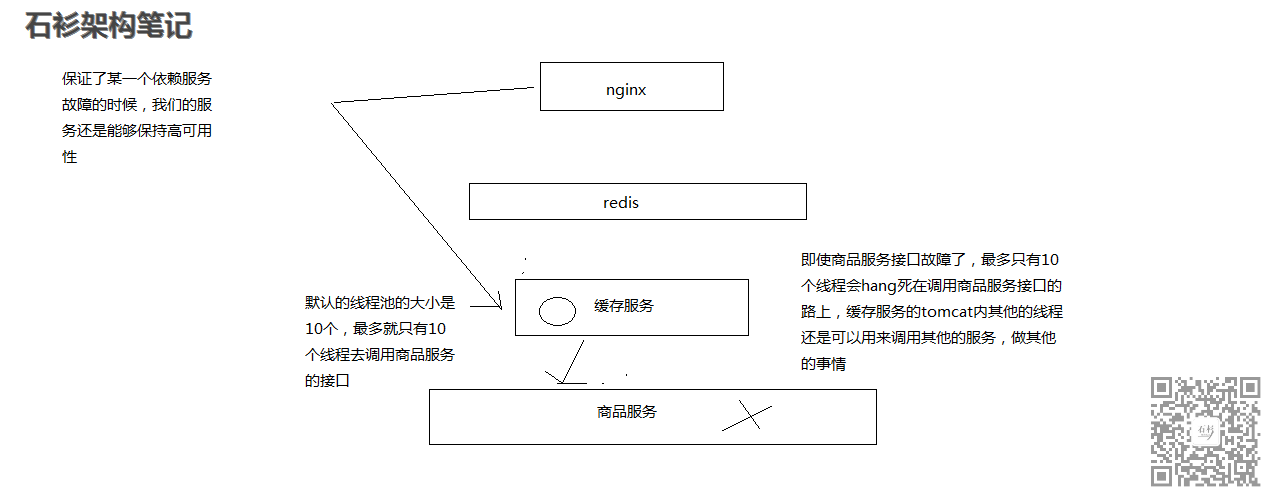 石衫架构笔记
保证了某一个依赖服务
故障的时候，我们的服
务还是能够保持高可用
性
nginx
redis
即使商品服务接口故障了，最多只有10
个线程会hang死在调用商品服务接口的
路上，缓存服务的tomcat内其他的线程
还是可以用来调用其他的服务，做其他
的事情
默认的线程池的大小是
10个，最多就只有10
个线程去调用商品服务
的接口
缓存服务
商品服务
石杉